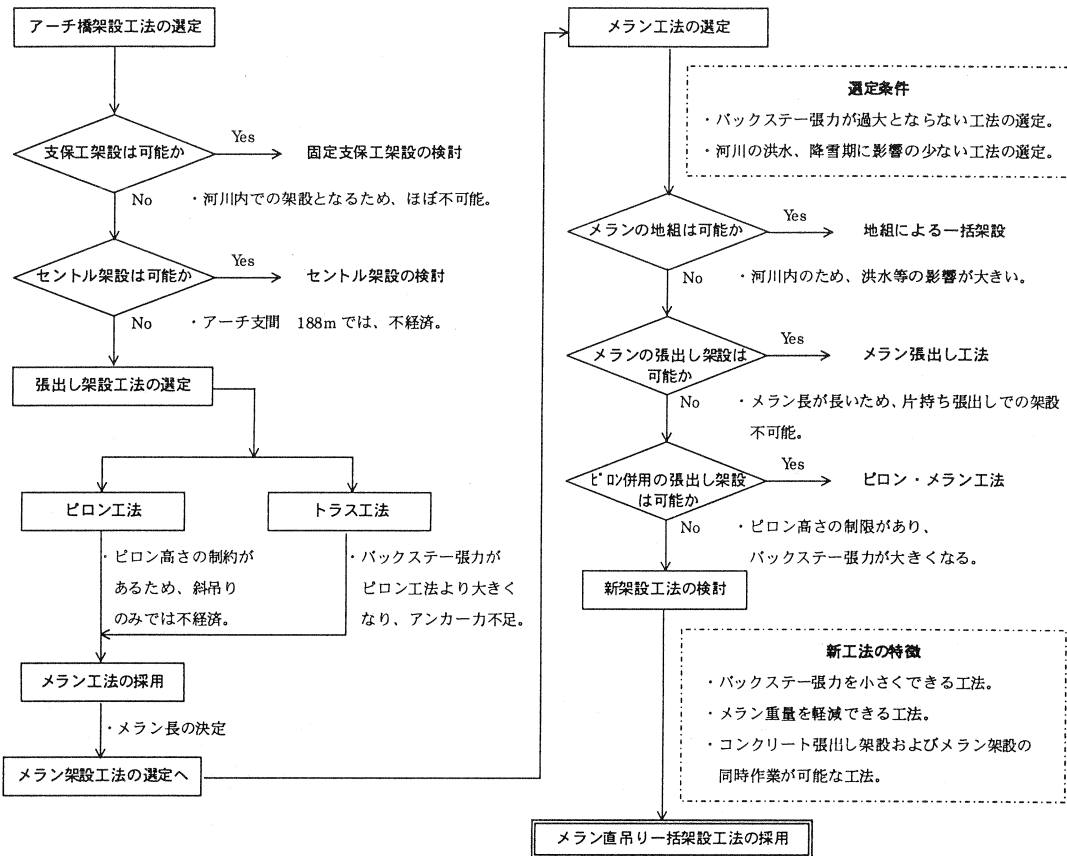 アーチ橋架設工法の選定
支保工架設は可能か
Yes
固定支保工架設の検討
No
・河川内での架設となるため、ほぼ不可能。
セントル架設は可能か
Yes
セントル架設の検討
No
・アーチ支間　188mでは、不経済。
張出し架設工法の選定
ピロン工法
トラス工法
・ピロン高さの制約が
あるため、斜吊り
のみでは不経済。
・バックステー張力が
ピロン工法より大きく
なり、アンカー力不足。
メラン工法の採用
・メラン長の決定
メラン架設工法の選定へ
メラン工法の選定
選定条件
・バックステー張力が過大とならない工法の選定。
・河川の洪水、降雪期に影響の少ない工法の選定。
メランの地組は可能か
Yes
地組による一括架設
No
・河川内のため、洪水等の影響が大きい。
メランの張出し架設は
可能か
Yes
メラン張出し工法
No
・メラン長が長いため、片持ち張出しでの架設
不可能。
ﾋﾟﾛﾝ併用の張出し架設
は可能か
Yes
ピロン・メラン工法
No
・ピロン高さの制限があり、
バックステー張力が大きくなる。
新架設工法の検討
新工法の特徴
・バックステー張力を小さくできる工法。
・メラン重量を軽減できる工法。
・コンクリート張出し架設およびメラン架設の
同時作業が可能な工法。
メラン直吊り一括架設工法の採用